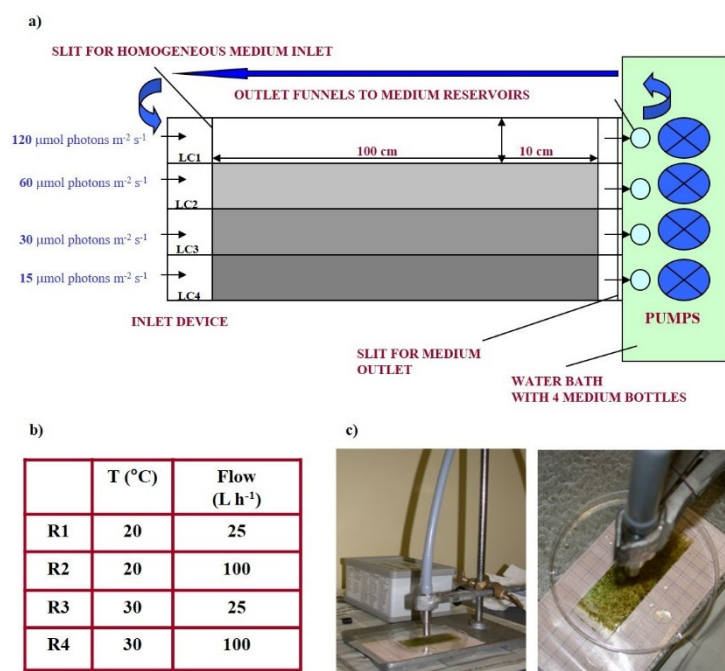 a)
SLIT FOR HOMOGENEOUS MEDIUM INLET
OUTLET FUNNELS TO MEDIUM RESERVOIRS
120 µmol photons m-2 s-1
LC1
100 cm
10 cm
60 µmol photons m-2 s-1
LC2
30 µmol photons m-2 s-1
LC3
15 µmol photons m-2 s-1
LC4
INLET DEVICE
PUMPS
SLIT FOR MEDIUM
OUTLET
WATER BATH
WITH 4 MEDIUM BOTTLES
b)
T (°C) Flow
(L h-1)
R1 20 25
R2 20 100
R3 30 25
R4 30 100
c)